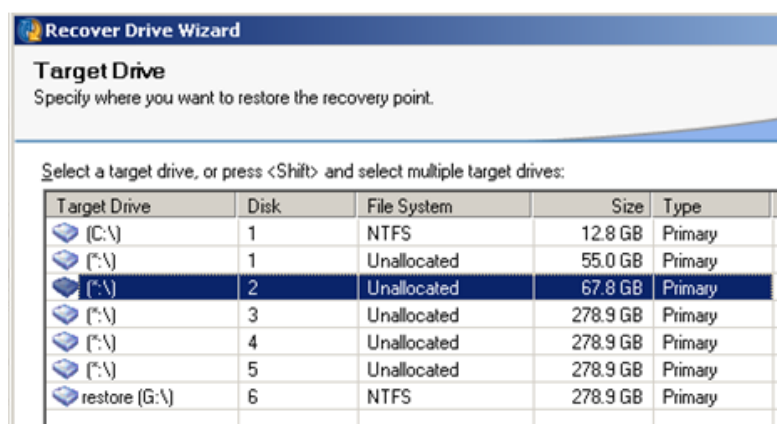 Recover Drive Wizard
Target Drive
Specify where you want to restore the recovery point.
Select a target drive, or press <Shift> and select multiple target drives:
Target Drive Disk File System Size Type
(C:\) 1 NTFS 12.8 GB Primary
(*:\) 1 Unallocated 55.0 GB Primary
(*:\) 2 Unallocated 67.8 GB Primary
(*:\) 3 Unallocated 278.9 GB Primary
(*:\) 4 Unallocated 278.9 GB Primary
(*:\) 5 Unallocated 278.9 GB Primary
restore (G:\) 6 NTFS 278.9 GB Primary